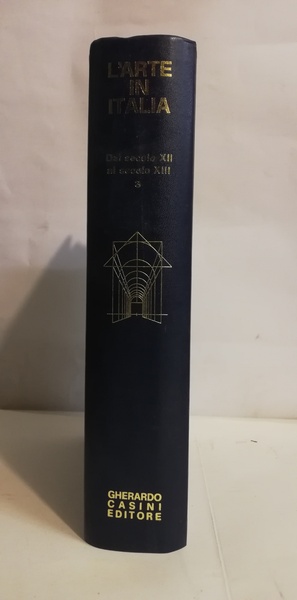 L'ARTE
IN
ITALIA
Dal secolo XII
al secolo XIII
3
GHERARDO
CASINI
EDITORE